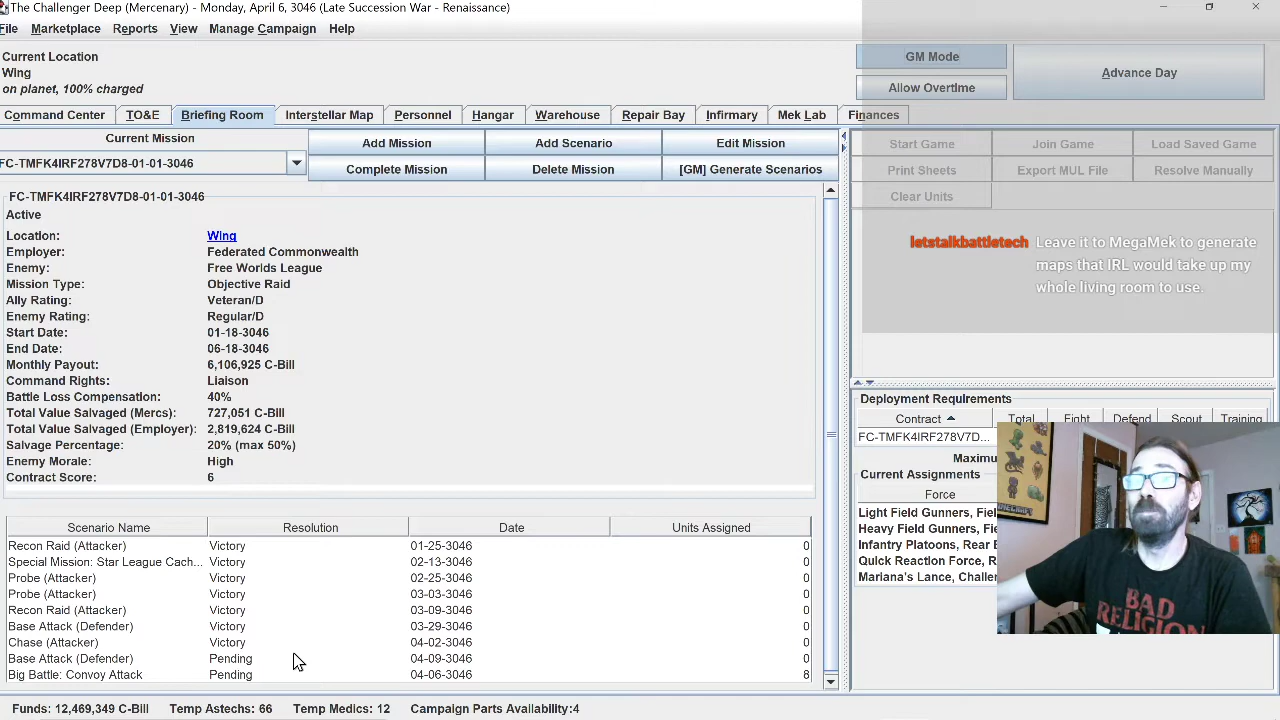 The Challenger Deep (Mercenary) - Monday, April 6, 3046 (Late Succession War - Renaissance)
File Marketplace Reports View Manage Campaign Help
Current Location
Wing
on planet, 100% charged
GM Mode
Allow Overtime
Advance Day
Command Center TO&E Briefing Room Interstellar Map Personnel Hangar Warehouse Repair Bay Infirmary Mek Lab Finances
Current Mission
FC-TMFK4IRF278V7D8-01-01-3046
Add Mission Add Scenario Edit Mission
Complete Mission Delete Mission [GM] Generate Scenarios
Start Game Join Game Load Saved Game
Print Sheets Export MUL File Resolve Manually
Clear Units
FC-TMFK4IRF278V7D8-01-01-3046
Active
Location: Wing
Employer: Federated Commonwealth
Enemy: Free Worlds League
Mission Type: Objective Raid
Ally Rating: Veteran/D
Enemy Rating: Regular/D
Start Date: 01-18-3046
End Date: 06-18-3046
Monthly Payout: 6,106,925 C-Bill
Command Rights: Liaison
Battle Loss Compensation: 40%
Total Value Salvaged (Mercs): 727,051 C-Bill
Total Value Salvaged (Employer): 2,819,624 C-Bill
Salvage Percentage: 20% (max 50%)
Enemy Morale: High
Contract Score: 6
letstalkbattletech Leave it to MegaMek to generate
maps that IRL would take up my
whole living room to use.
Scenario Name Resolution Date Units Assigned
Recon Raid (Attacker) Victory 01-25-3046 0
Special Mission: Star League Cach... Victory 02-13-3046 0
Probe (Attacker) Victory 02-25-3046 0
Probe (Attacker) Victory 03-03-3046 0
Recon Raid (Attacker) Victory 03-09-3046 0
Base Attack (Defender) Victory 03-29-3046 0
Chase (Attacker) Victory 04-02-3046 0
Base Attack (Defender) Pending 04-09-3046 0
Big Battle: Convoy Attack Pending 04-06-3046 6
Deployment Requirements
Contract Total Fight Defend Scout Training
FC-TMFK4IRF278V7D...
Maximu
Current Assignments
Force
Light Field Gunners, Fiel
Heavy Field Gunners, Fie
Infantry Platoons, Rear E
Quick Reaction Force, R
Mariana's Lance, Challen
MINECRAFT
BAD
RELIGION
Funds: 12,469,349 C-Bill Temp Astechs: 66 Temp Medics: 12 Campaign Parts Availability:4